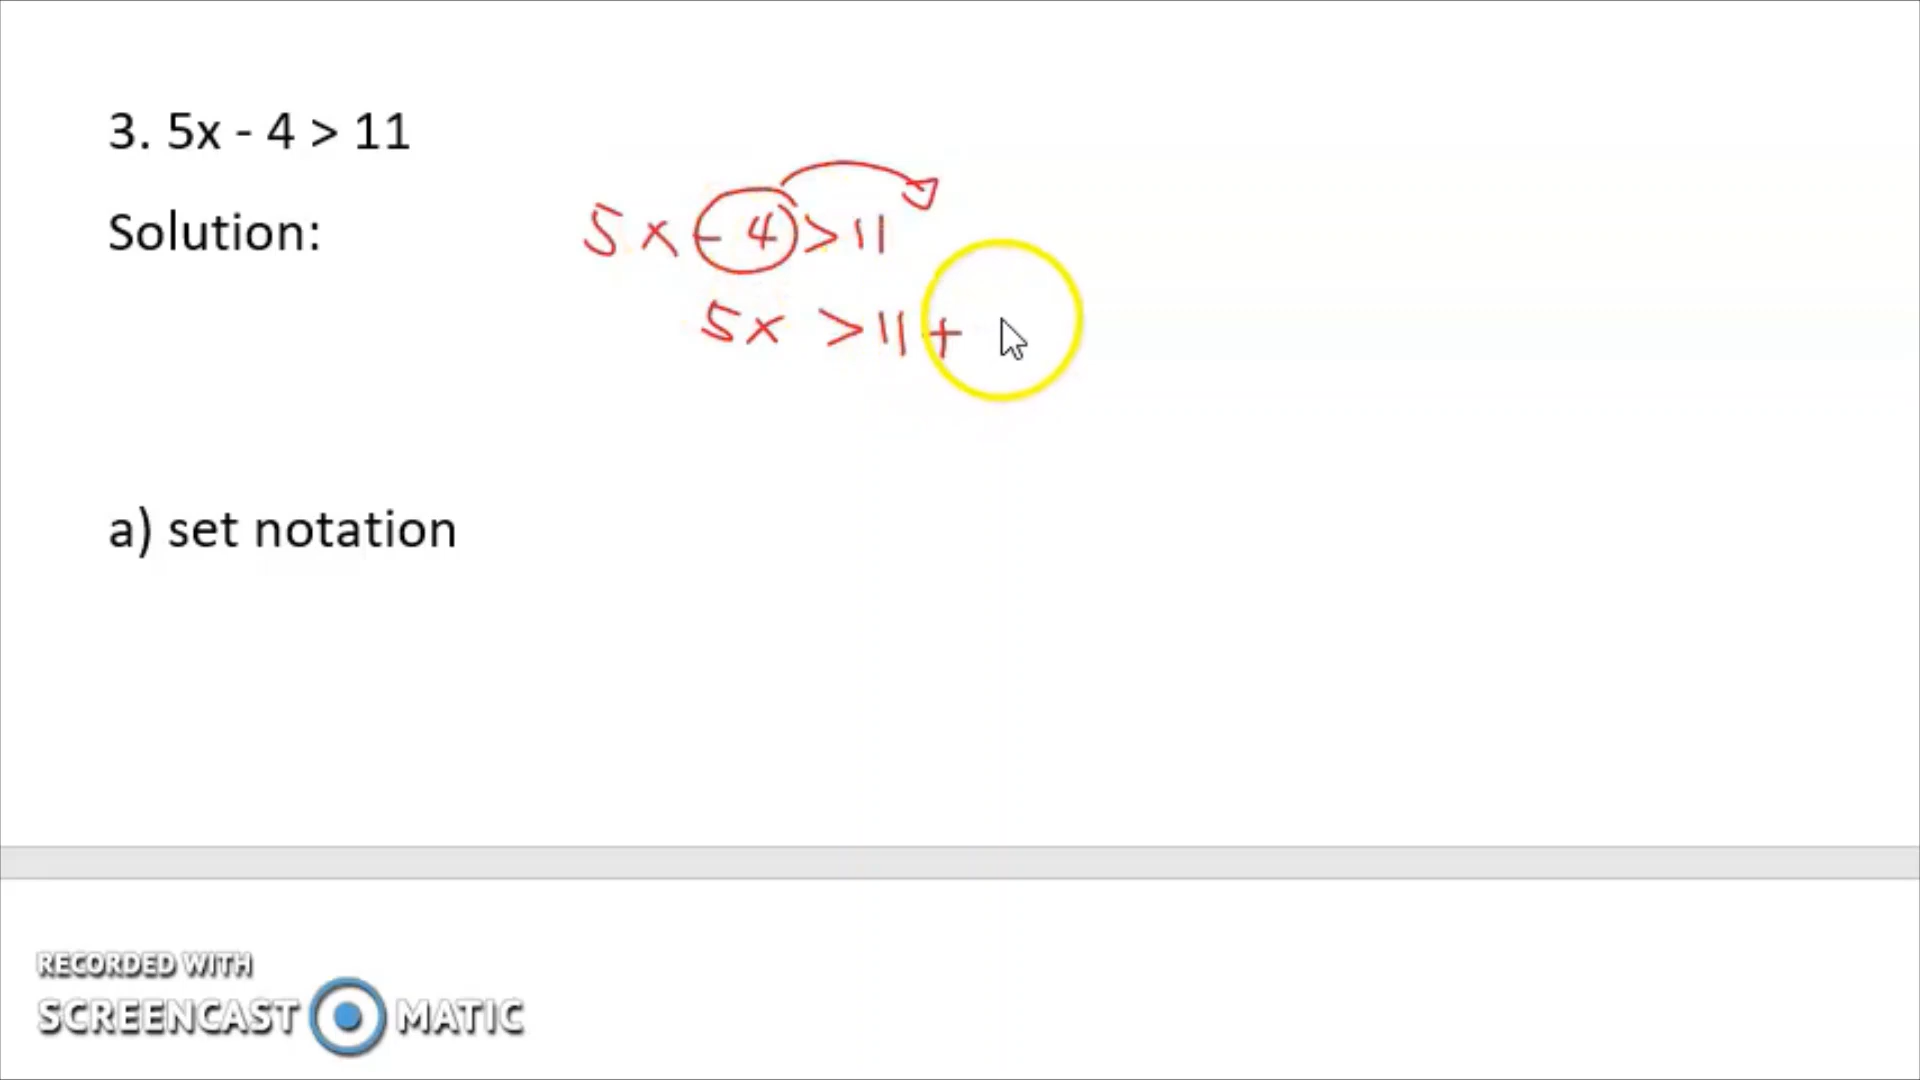 3. 5x - 4 > 11
Solution:
5x - 4 > 11
5x > 11 +
a) set notation
RECORDED WITH
SCREENCAST MATIC